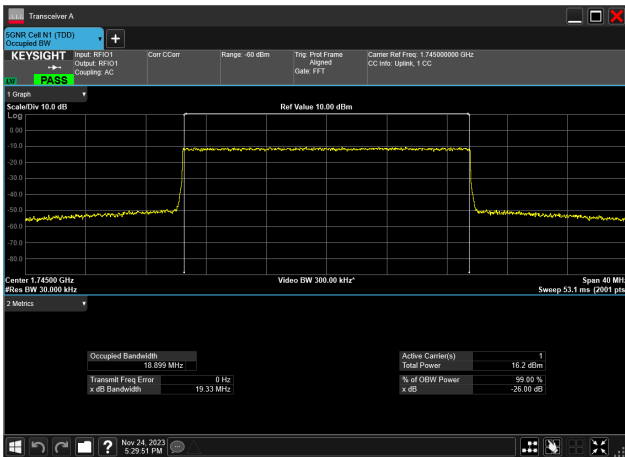 Transceiver A
5GNR Cell N1 (TDD)
Occupied BW
KEYSIGHT
LXI
PASS
Input: RFIO1
Output: RFIO1
Coupling: AC
Corr CCorr
Range: -60 dBm
Trig: Prot Frame
Aligned
Gate: FFT
Carrier Ref Freq: 1.745000000 GHz
CC Info: Uplink, 1 CC
1 Graph
Scale/Div 10.0 dB
Ref Value 10.00 dBm
Log
0.00
-10.0
-20.0
-30.0
-40.0
-50.0
-60.0
-70.0
-80.0
Center 1.74500 GHz
Video BW 300.00 kHz*
Span 40 MHz
#Res BW 30.000 kHz
Sweep 53.1 ms (2001 pts)
2 Metrics
Occupied Bandwidth
18.899 MHz
Transmit Freq Error 0 Hz
x dB Bandwidth 19.33 MHz
Active Carrier(s) 1
Total Power 16.2 dBm
% of OBW Power 99.00 %
x dB -26.00 dB
Nov 24, 2023
5:29:51 PM